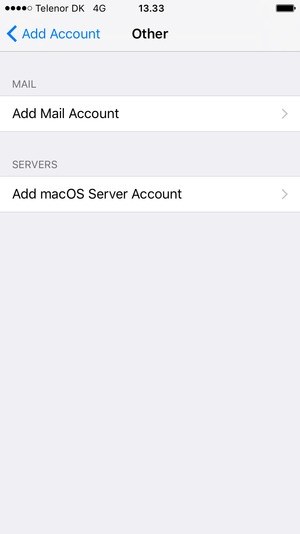 Telenor DK 4G 13.33
Add Account Other
MAIL
Add Mail Account
SERVERS
Add macOS Server Account